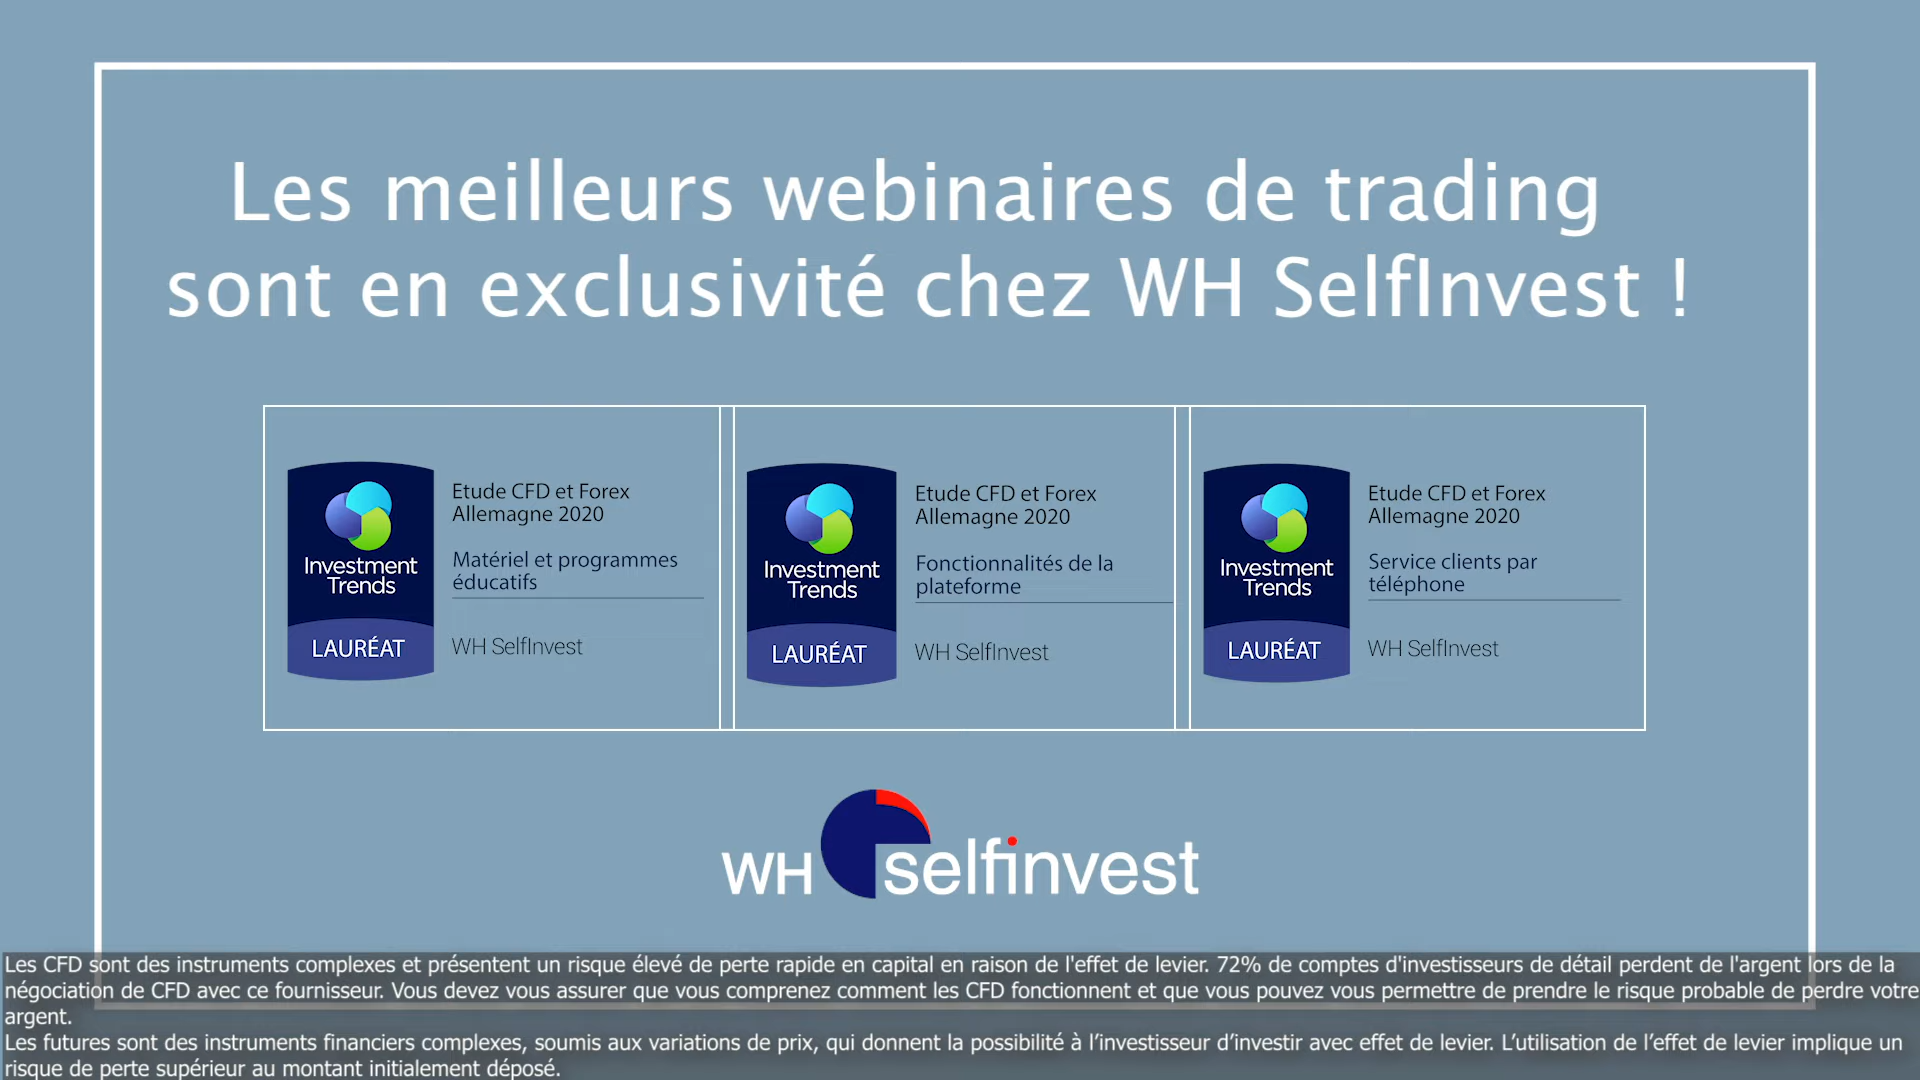 Les meilleurs webinaires de trading
sont en exclusivité chez WH SelfInvest !
Investment
Trends
LAURÉAT
Etude CFD et Forex
Allemagne 2020
Matériel et programmes
éducatifs
WH SelfInvest
Investment
Trends
LAURÉAT
Etude CFD et Forex
Allemagne 2020
Fonctionnalités de la
plateforme
WH SelfInvest
Investment
Trends
LAURÉAT
Etude CFD et Forex
Allemagne 2020
Service clients par
téléphone
WH SelfInvest
WH selfinvest
Les CFD sont des instruments complexes et présentent un risque élevé de perte rapide en capital en raison de l'effet de levier. 72% de comptes d'investisseurs de détail perdent de l'argent lors de la
négociation de CFD avec ce fournisseur. Vous devez vous assurer que vous comprenez comment les CFD fonctionnent et que vous pouvez vous permettre de prendre le risque probable de perdre votre
argent.
Les futures sont des instruments financiers complexes, soumis aux variations de prix, qui donnent la possibilité à l’investisseur d’investir avec effet de levier. L’utilisation de l’effet de levier implique un
risque de perte supérieur au montant initialement déposé.